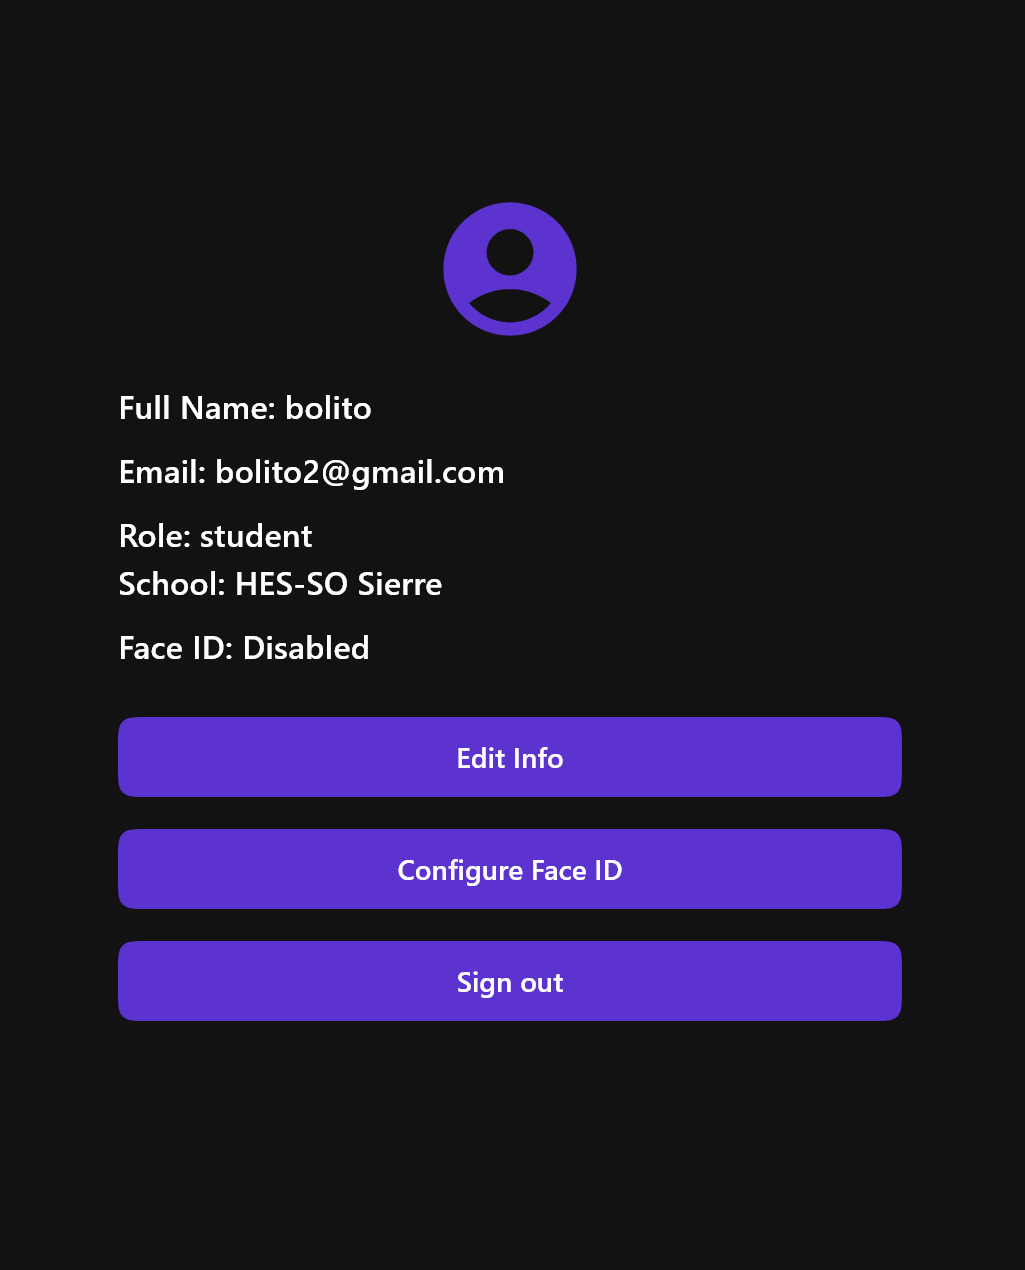 Full Name: bolito
Email: bolito2@gmail.com
Role: student
School: HES-SO Sierre
Face ID: Disabled
Edit Info
Configure Face ID
Sign out